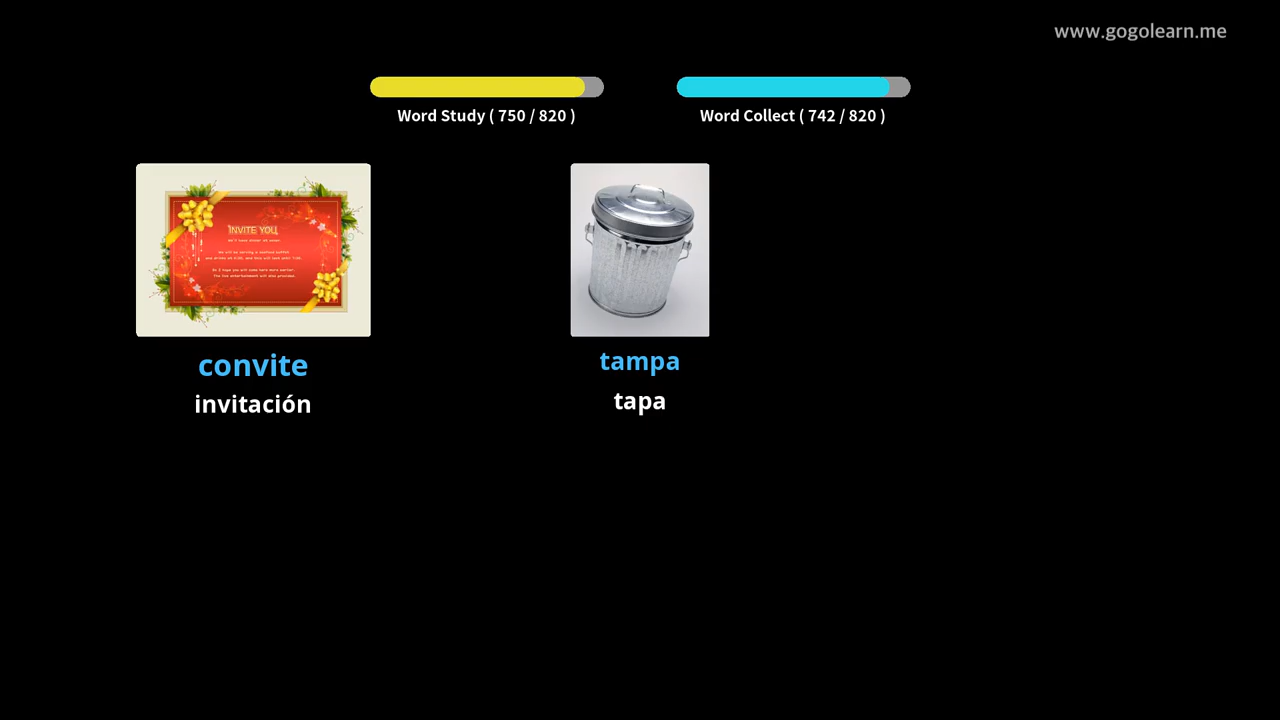 www.gogolearn.me
Word Study ( 750 / 820 )
Word Collect ( 742 / 820 )
INVITE YOU
convite
invitación
tampa
tapa